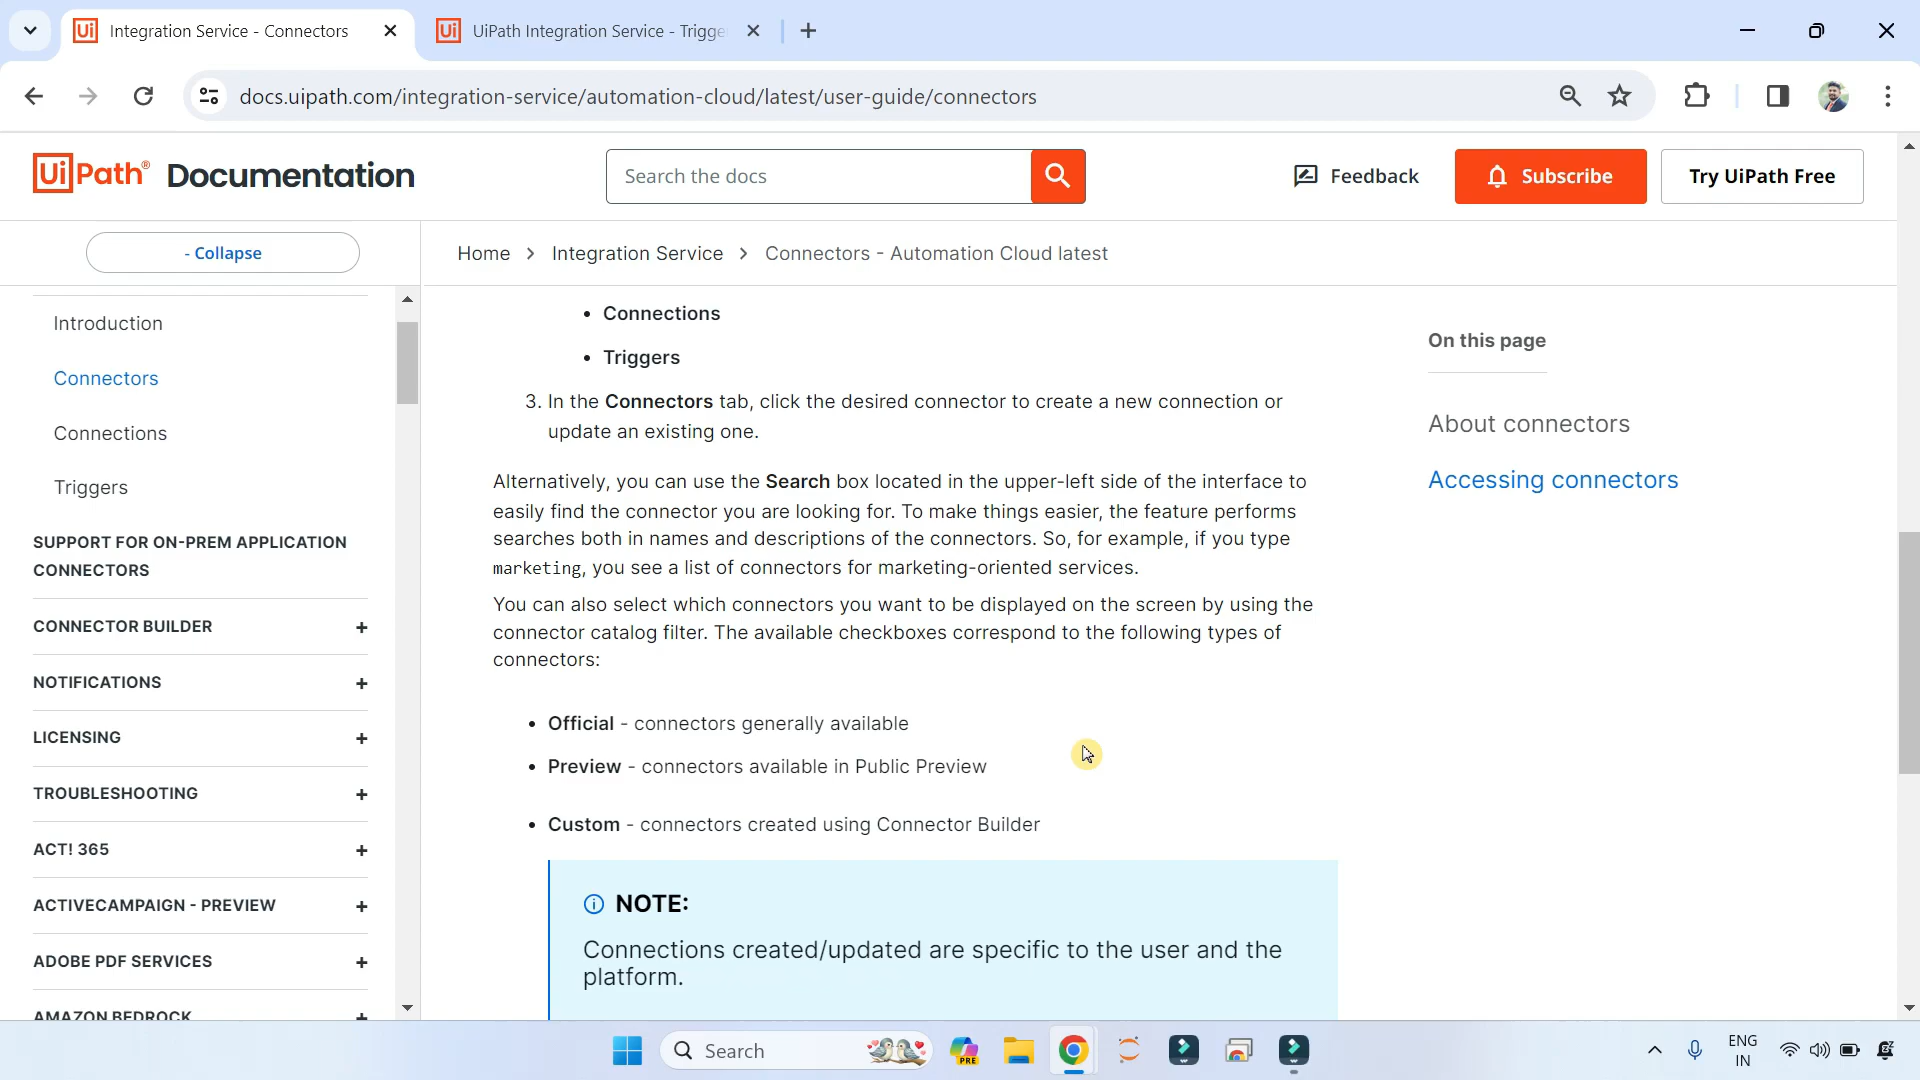 Integration Service - Connectors
UiPath Integration Service - Trigge
docs.uipath.com/integration-service/automation-cloud/latest/user-guide/connectors
UiPath® Documentation
Search the docs
Feedback
Subscribe
Try UiPath Free
- Collapse
Home > Integration Service > Connectors - Automation Cloud latest
Introduction
Connectors
Connections
Triggers
SUPPORT FOR ON-PREM APPLICATION
CONNECTORS
CONNECTOR BUILDER +
NOTIFICATIONS +
LICENSING +
TROUBLESHOOTING +
ACT! 365 +
ACTIVECAMPAIGN - PREVIEW +
ADOBE PDF SERVICES +
AMAZON BEDROCK +
• Connections
• Triggers
3. In the Connectors tab, click the desired connector to create a new connection or
update an existing one.
Alternatively, you can use the Search box located in the upper-left side of the interface to
easily find the connector you are looking for. To make things easier, the feature performs
searches both in names and descriptions of the connectors. So, for example, if you type
marketing, you see a list of connectors for marketing-oriented services.
You can also select which connectors you want to be displayed on the screen by using the
connector catalog filter. The available checkboxes correspond to the following types of
connectors:
• Official - connectors generally available
• Preview - connectors available in Public Preview
• Custom - connectors created using Connector Builder
NOTE:
Connections created/updated are specific to the user and the
platform.
On this page
About connectors
Accessing connectors
Search
PRE
ENG
IN